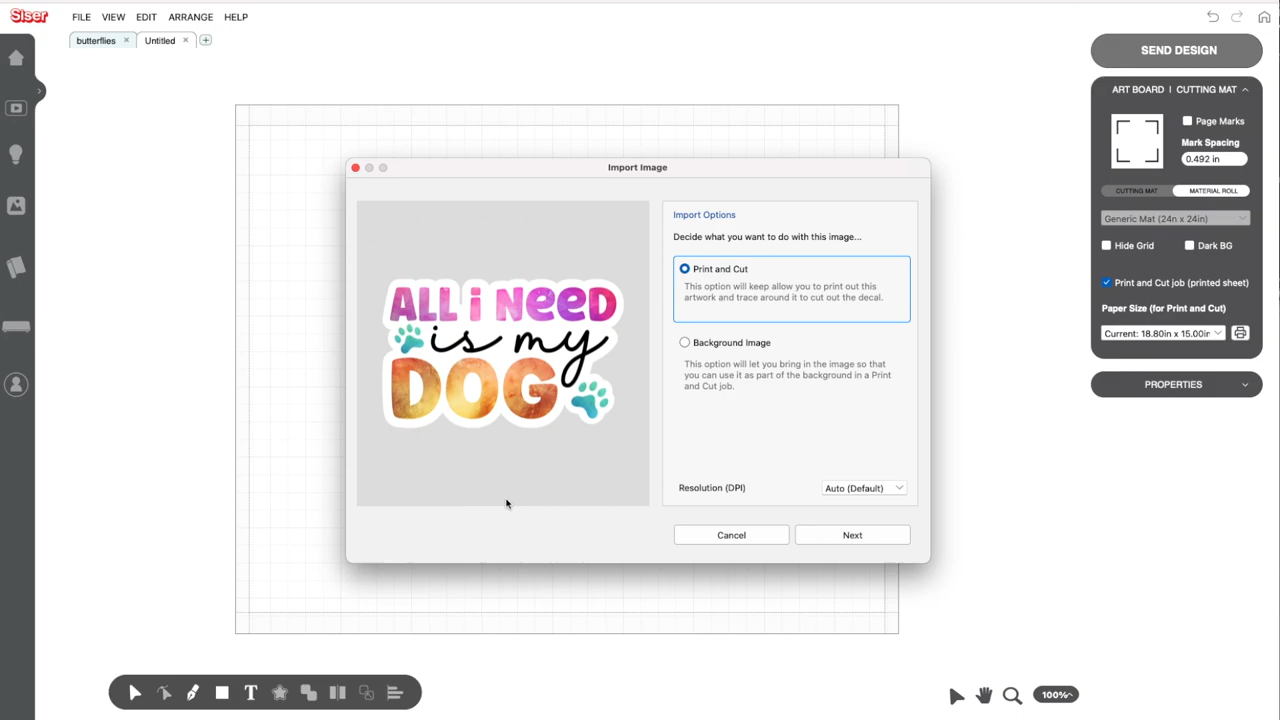 Siser
FILE VIEW EDIT ARRANGE HELP
butterflies × Untitled × +
SEND DESIGN
ART BOARD | CUTTING MAT
Page Marks
Mark Spacing
0.492 in
CUTTING MAT MATERIAL ROLL
Generic Mat (24n x 24in)
Hide Grid Dark BG
Print and Cut job (printed sheet)
Paper Size (for Print and Cut)
Current: 18.80in x 15.00in
PROPERTIES
Import Image
ALL i NEED
is my
DOG
Import Options
Decide what you want to do with this image...
Print and Cut
This option will keep allow you to print out this
artwork and trace around it to cut out the decal.
Background Image
This option will let you bring in the image so that
you can use it as part of the background in a Print
and Cut job.
Resolution (DPI) Auto (Default)
Cancel Next
T
100%